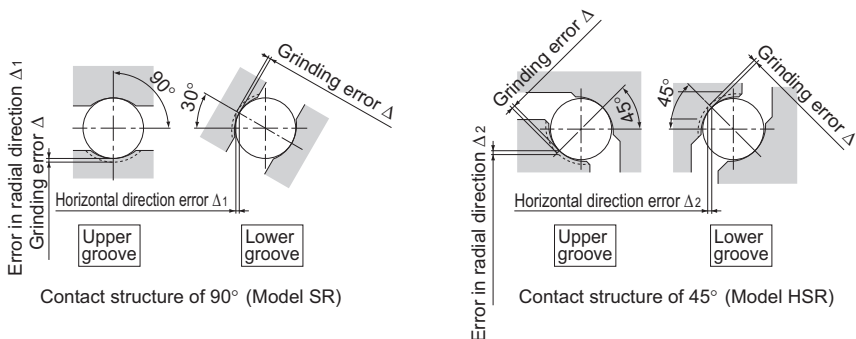 Error in radial direction Δ1
Grinding error Δ
90°
30°
Grinding error Δ
Horizontal direction error Δ1
Upper
groove
Lower
groove
Contact structure of 90° (Model SR)
Error in radial direction Δ2
Grinding error Δ
45°
45°
Grinding error Δ
Horizontal direction error Δ2
Upper
groove
Lower
groove
Contact structure of 45° (Model HSR)